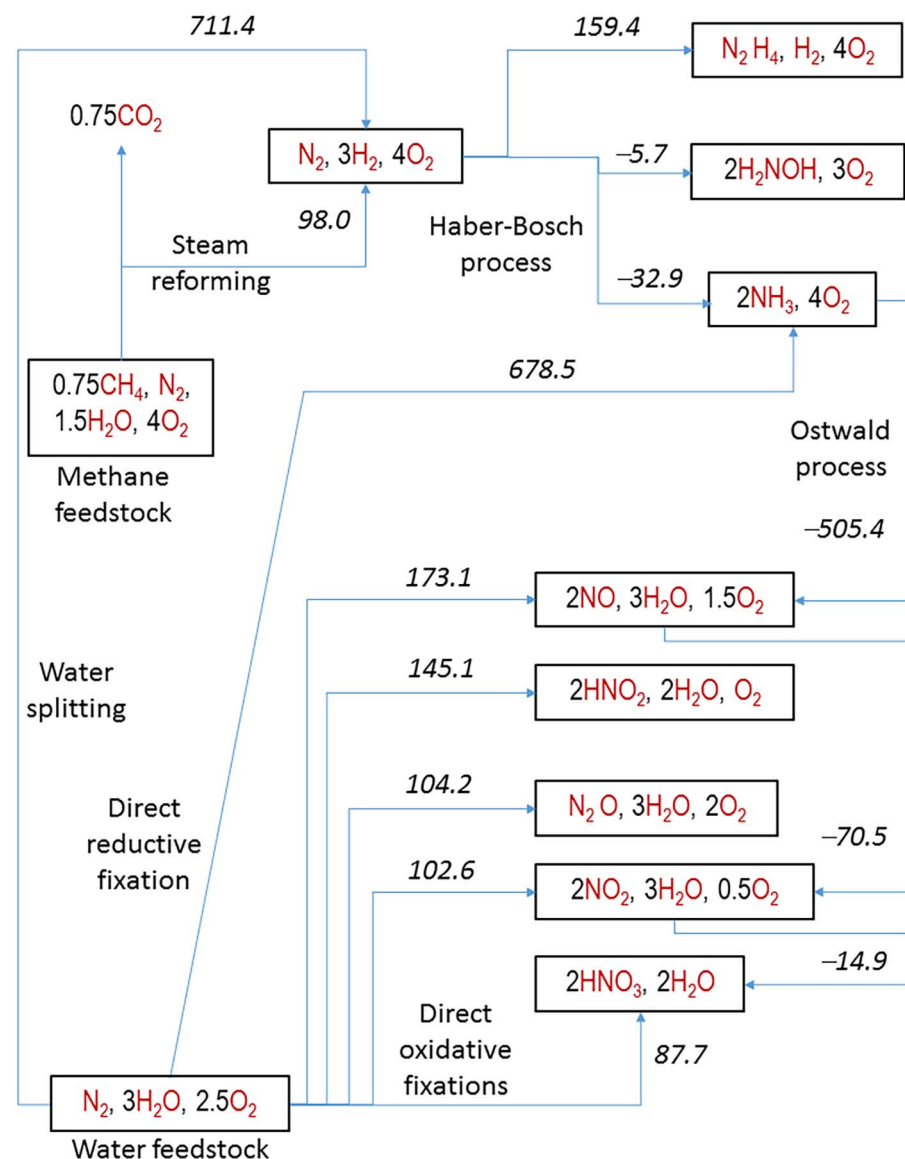 711.4
159.4
N₂H₄, H₂, 4O₂
0.75CO₂
N₂, 3H₂, 4O₂
–5.7
2H₂NOH, 3O₂
98.0
Haber-Bosch
process
Steam
reforming
–32.9
2NH₃, 4O₂
678.5
0.75CH₄, N₂,
1.5H₂O, 4O₂
Methane
feedstock
Ostwald
process
–505.4
173.1
2NO, 3H₂O, 1.5O₂
Water
splitting
145.1
2HNO₂, 2H₂O, O₂
Direct
reductive
fixation
104.2
N₂O, 3H₂O, 2O₂
–70.5
102.6
2NO₂, 3H₂O, 0.5O₂
–14.9
2HNO₃, 2H₂O
Direct
oxidative
fixations
87.7
N₂, 3H₂O, 2.5O₂
Water feedstock